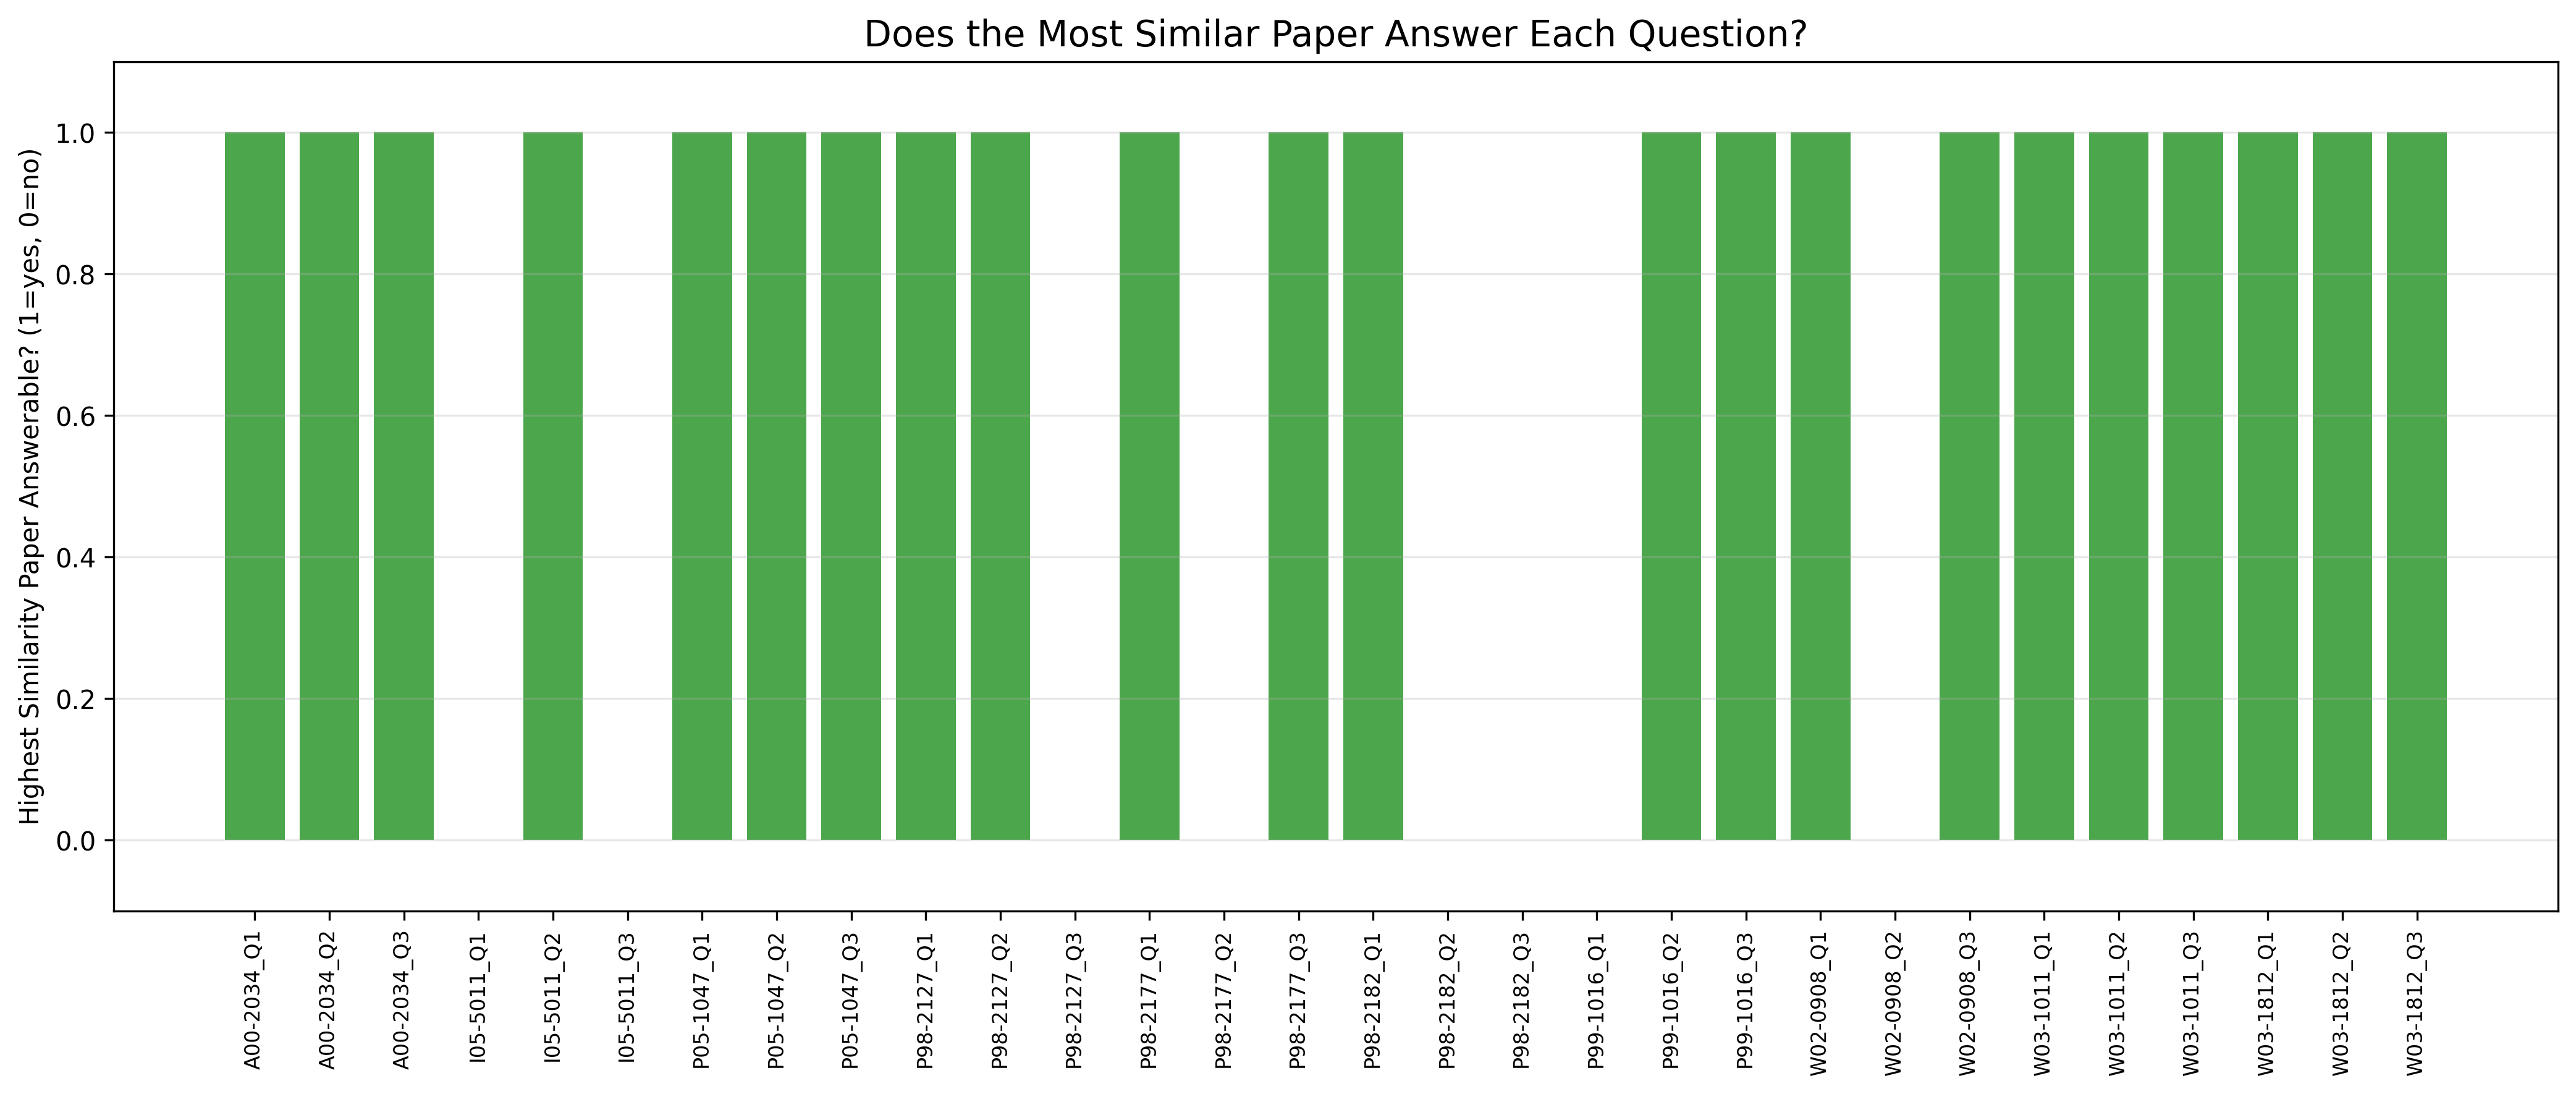 Does the Most Similar Paper Answer Each Question?
Highest Similarity Paper Answerable? (1=yes, 0=no)
1.0
0.8
0.6
0.4
0.2
0.0
A00-2034_Q1
A00-2034_Q2
A00-2034_Q3
I05-5011_Q1
I05-5011_Q2
I05-5011_Q3
P05-1047_Q1
P05-1047_Q2
P05-1047_Q3
P98-2127_Q1
P98-2127_Q2
P98-2127_Q3
P98-2177_Q1
P98-2177_Q2
P98-2177_Q3
P98-2182_Q1
P98-2182_Q2
P98-2182_Q3
P99-1016_Q1
P99-1016_Q2
P99-1016_Q3
W02-0908_Q1
W02-0908_Q2
W02-0908_Q3
W03-1011_Q1
W03-1011_Q2
W03-1011_Q3
W03-1812_Q1
W03-1812_Q2
W03-1812_Q3